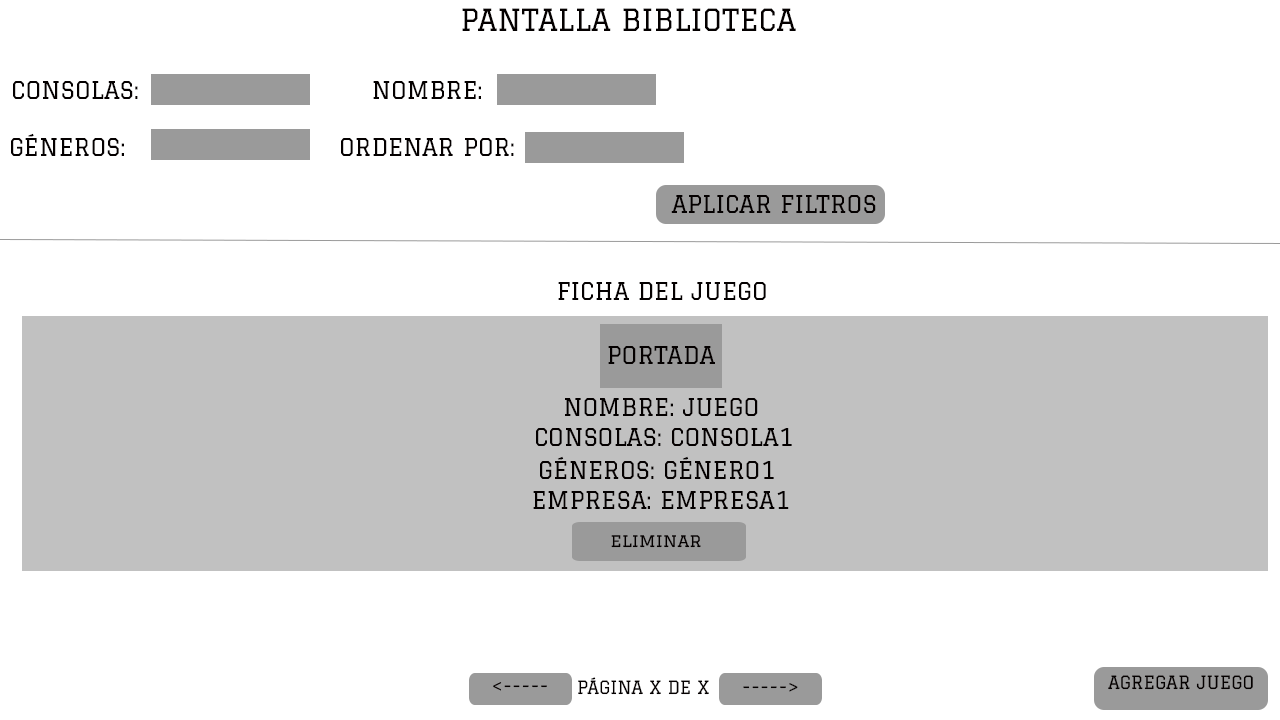 PANTALLA BIBLIOTECA
CONSOLAS:
NOMBRE:
GÉNEROS:
ORDENAR POR:
APLICAR FILTROS
FICHA DEL JUEGO
PORTADA
NOMBRE: JUEGO
CONSOLAS: CONSOLA1
GÉNEROS: GÉNERO1
EMPRESA: EMPRESA1
ELIMINAR
<----- PÁGINA X DE X ----->
AGREGAR JUEGO